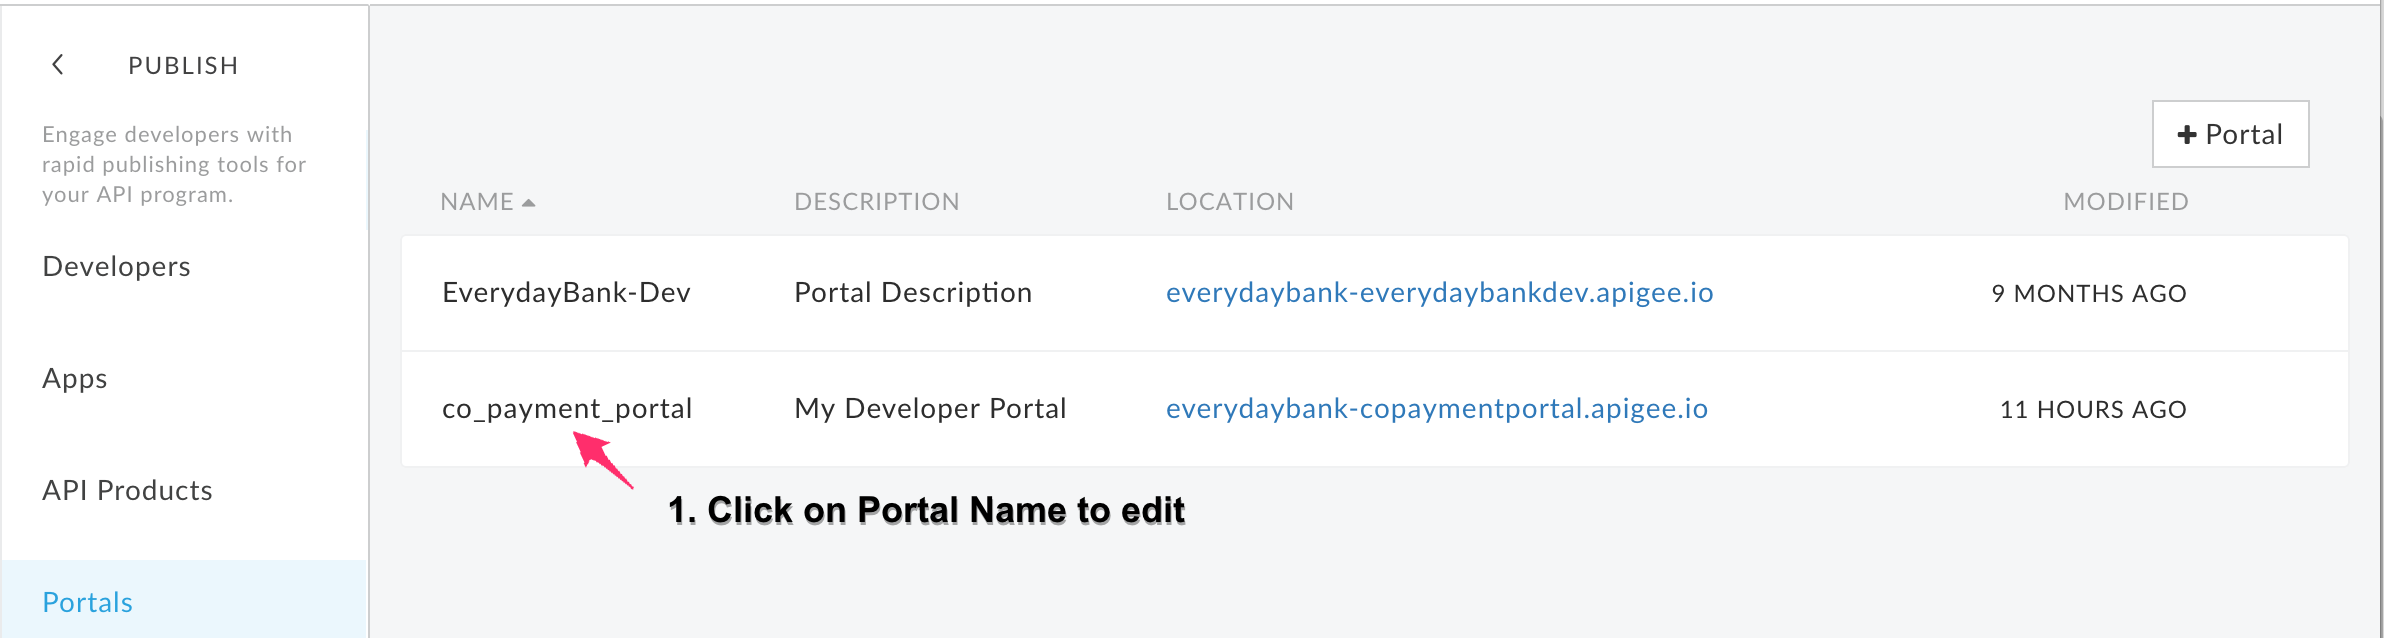 PUBLISH
Engage developers with
rapid publishing tools for
your API program.
Developers
Apps
API Products
Portals
+ Portal
NAME DESCRIPTION LOCATION MODIFIED
EverydayBank-Dev Portal Description everydaybank-everydaybankdev.apigee.io 9 MONTHS AGO
co_payment_portal My Developer Portal everydaybank-copaymentportal.apigee.io 11 HOURS AGO
1. Click on Portal Name to edit